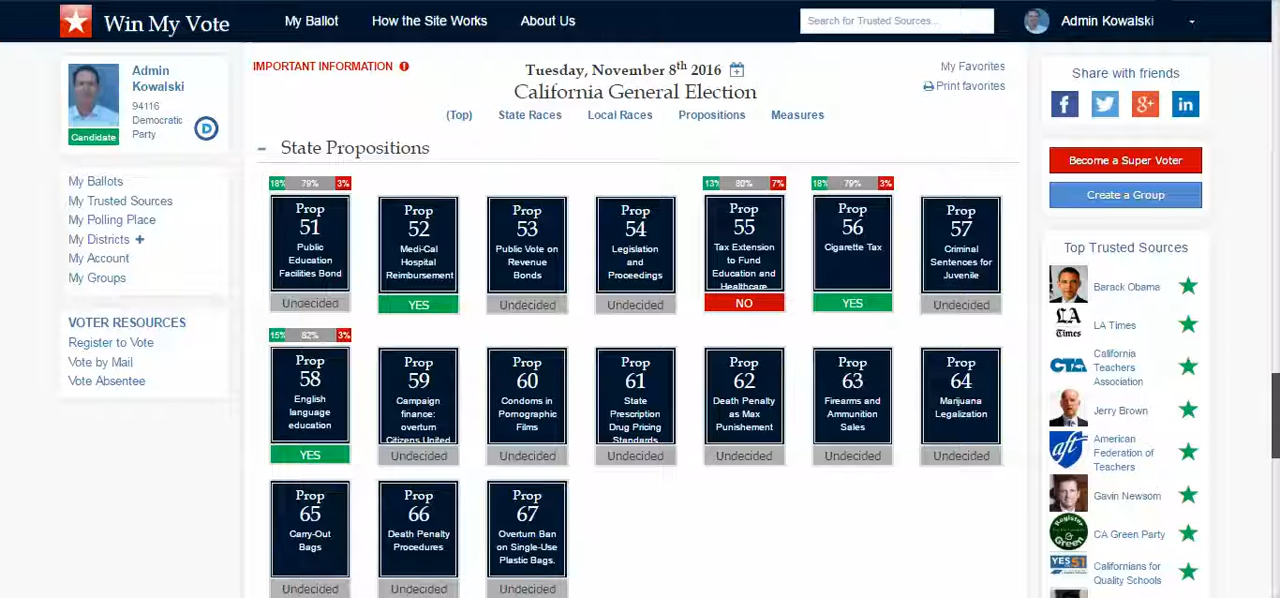 Win My Vote
My Ballot
How the Site Works
About Us
Search for Trusted Sources...
Admin Kowalski
Admin
Kowalski
94116
Democratic
Party
D
Candidate
My Ballots
My Trusted Sources
My Polling Place
My Districts +
My Account
My Groups
VOTER RESOURCES
Register to Vote
Vote by Mail
Vote Absentee
IMPORTANT INFORMATION
Tuesday, November 8th 2016
California General Election
My Favorites
Print favorites
(Top)
State Races
Local Races
Propositions
Measures
– State Propositions
18% 79% 3%
Prop
51
Public
Education
Facilities Bond
Undecided
Prop
52
Medi-Cal
Hospital
Reimbursement
YES
Prop
53
Public Vote on
Revenue
Bonds
Undecided
Prop
54
Legislation
and
Proceedings
Undecided
13% 80% 7%
Prop
55
Tax Extension
to Fund
Education and
Healthcare
NO
18% 79% 3%
Prop
56
Cigarette Tax
YES
Prop
57
Criminal
Sentences for
Juvenile
Undecided
15% 82% 3%
Prop
58
English
language
education
YES
Prop
59
Campaign
finance:
overturn
Citizens United
Undecided
Prop
60
Condoms in
Pornographic
Films
Undecided
Prop
61
State
Prescription
Drug Pricing
Standards
Undecided
Prop
62
Death Penalty
as Max
Punishement
Undecided
Prop
63
Firearms and
Ammunition
Sales
Undecided
Prop
64
Marijuana
Legalization
Undecided
Prop
65
Carry-Out
Bags
Undecided
Prop
66
Death Penalty
Procedures
Undecided
Prop
67
Overturn Ban
on Single-Use
Plastic Bags.
Undecided
Share with friends
f
g+
in
Become a Super Voter
Create a Group
Top Trusted Sources
Barack Obama
LA
Times
LA Times
CTA
California
Teachers
Association
Jerry Brown
aft
American
Federation of
Teachers
Gavin Newsom
Register
Green
CA Green Party
YES51
Californians for
Quality Schools